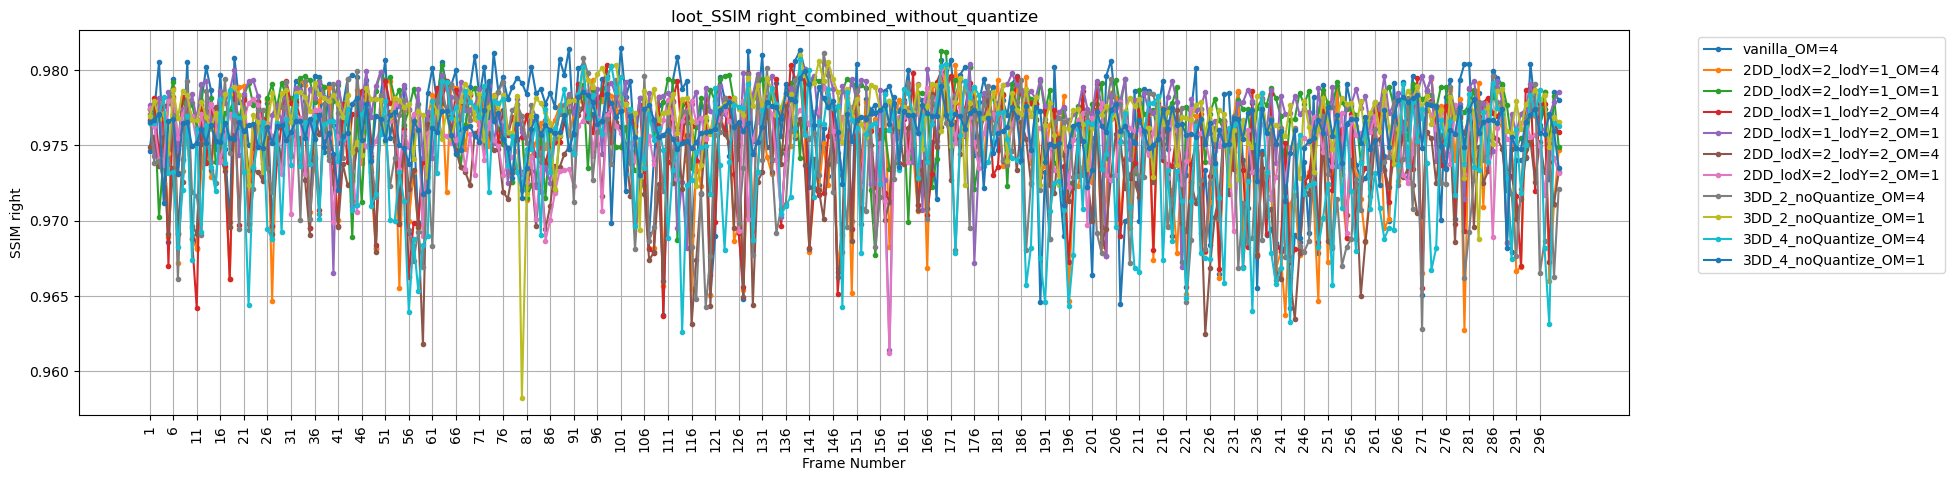 loot_SSIM right_combined_without_quantize
SSIM right
0.980
0.975
0.970
0.965
0.960
1 6 11 16 21 26 31 36 41 46 51 56 61 66 71 76 81 86 91 96 101 106 111 116 121 126 131 136 141 146 151 156 161 166 171 176 181 186 191 196 201 206 211 216 221 226 231 236 241 246 251 256 261 266 271 276 281 286 291 296
Frame Number
vanilla_OM=4
2DD_lodX=2_lodY=1_OM=4
2DD_lodX=2_lodY=1_OM=1
2DD_lodX=1_lodY=2_OM=4
2DD_lodX=1_lodY=2_OM=1
2DD_lodX=2_lodY=2_OM=4
2DD_lodX=2_lodY=2_OM=1
3DD_2_noQuantize_OM=4
3DD_2_noQuantize_OM=1
3DD_4_noQuantize_OM=4
3DD_4_noQuantize_OM=1